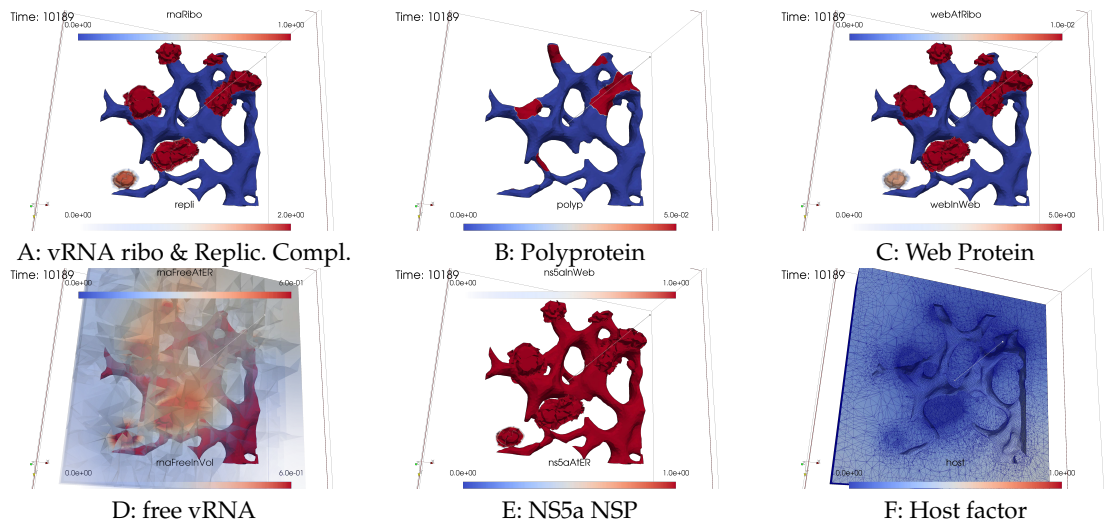 Time: 10189
rnaRibo
0.0e+00
1.0e+00
repli
0.0e+00
2.0e+00
A: vRNA ribo & Replic. Compl.
Time: 10189
polyp
0.0e+00
5.0e-02
B: Polyprotein
Time: 10189
webAtRibo
0.0e+00
1.0e-02
webInWeb
0.0e+00
5.0e+00
C: Web Protein
Time: 10189
rnaFreeAtER
0.0e+00
6.0e-01
rnaFreeInVol
0.0e+00
6.0e-01
D: free vRNA
Time: 10189
ns5aInWeb
0.0e+00
1.0e+00
ns5aAtER
0.0e+00
1.0e+00
E: NS5a NSP
Time: 10189
host
0.0e+00
1.0e+00
F: Host factor